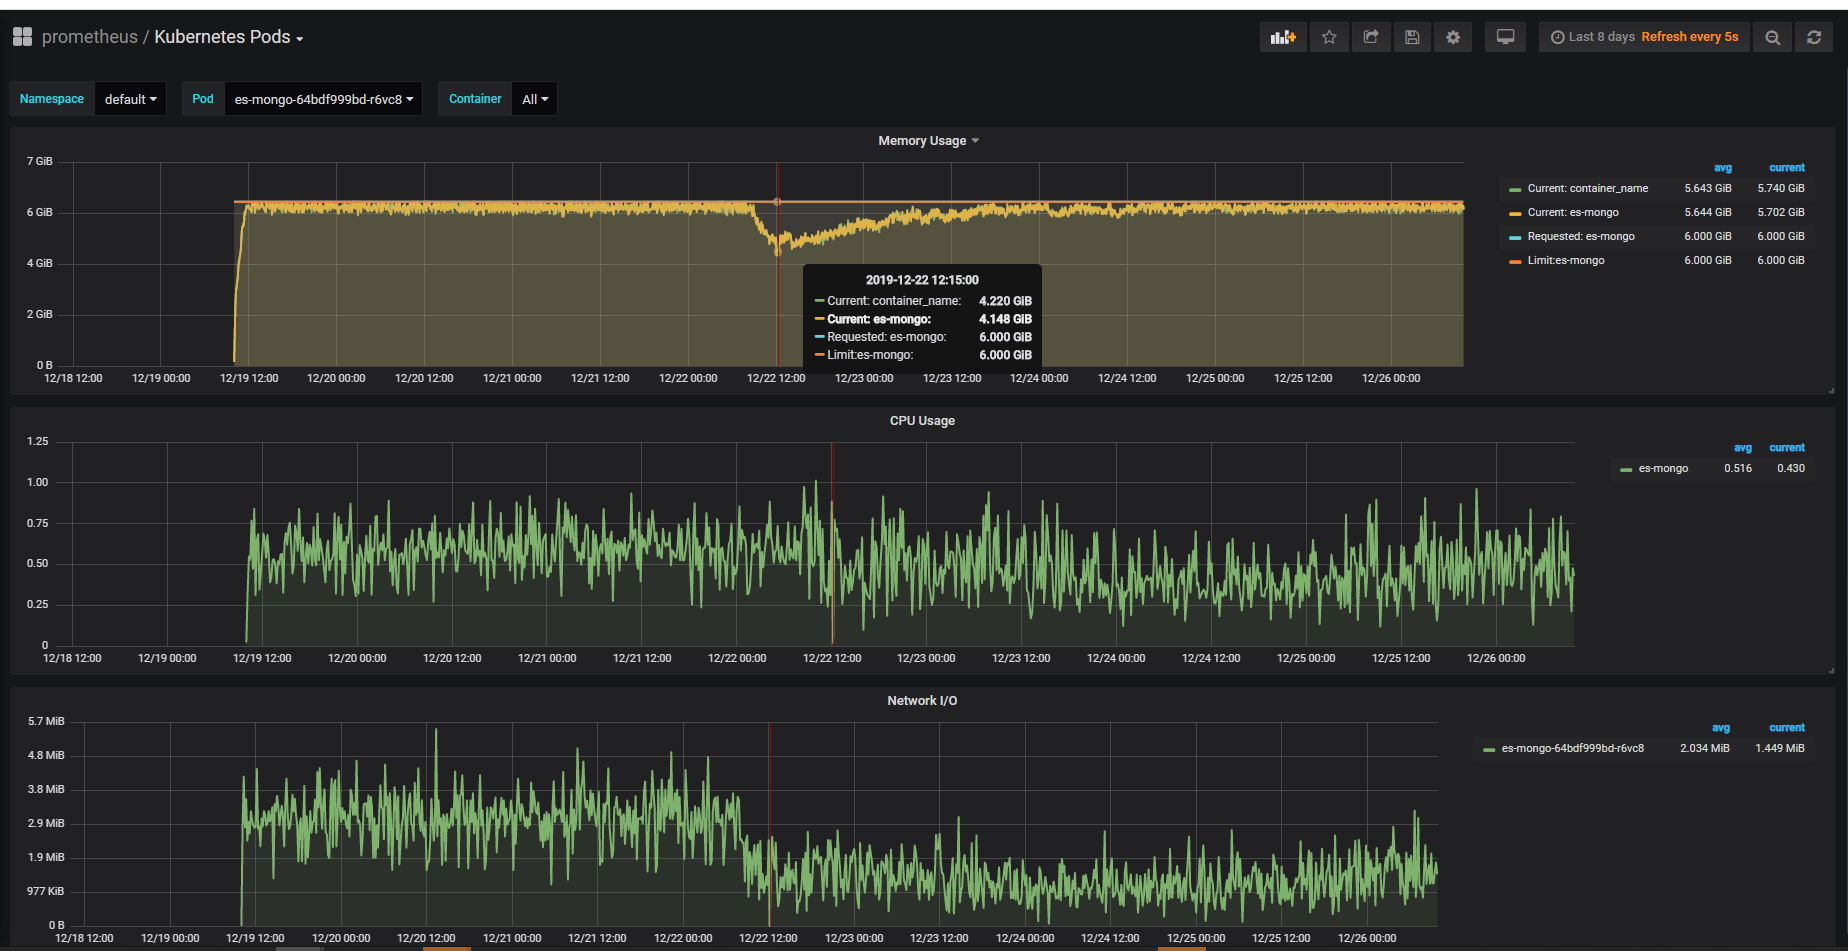 prometheus / Kubernetes Pods
Last 8 days Refresh every 5s
Namespace default Pod es-mongo-64bdf999bd-r6vc8 Container All
Memory Usage
7 GiB
6 GiB
4 GiB
2 GiB
0 B
12/18 12:00 12/19 00:00 12/19 12:00 12/20 00:00 12/20 12:00 12/21 00:00 12/21 12:00 12/22 00:00 12/22 12:00 12/23 00:00 12/23 12:00 12/24 00:00 12/24 12:00 12/25 00:00 12/25 12:00 12/26 00:00
avg current
Current: container_name 5.643 GiB 5.740 GiB
Current: es-mongo 5.644 GiB 5.702 GiB
Requested: es-mongo 6.000 GiB 6.000 GiB
Limit:es-mongo 6.000 GiB 6.000 GiB
2019-12-22 12:15:00
Current: container_name: 4.220 GiB
Current: es-mongo: 4.148 GiB
Requested: es-mongo: 6.000 GiB
Limit:es-mongo: 6.000 GiB
CPU Usage
1.25
1.00
0.75
0.50
0.25
0
12/18 12:00 12/19 00:00 12/19 12:00 12/20 00:00 12/20 12:00 12/21 00:00 12/21 12:00 12/22 00:00 12/22 12:00 12/23 00:00 12/23 12:00 12/24 00:00 12/24 12:00 12/25 00:00 12/25 12:00 12/26 00:00
avg current
es-mongo 0.516 0.430
Network I/O
5.7 MiB
4.8 MiB
3.8 MiB
2.9 MiB
1.9 MiB
977 KiB
0 B
12/18 12:00 12/19 00:00 12/19 12:00 12/20 00:00 12/20 12:00 12/21 00:00 12/21 12:00 12/22 00:00 12/22 12:00 12/23 00:00 12/23 12:00 12/24 00:00 12/24 12:00 12/25 00:00 12/25 12:00 12/26 00:00
avg current
es-mongo-64bdf999bd-r6vc8 2.034 MiB 1.449 MiB